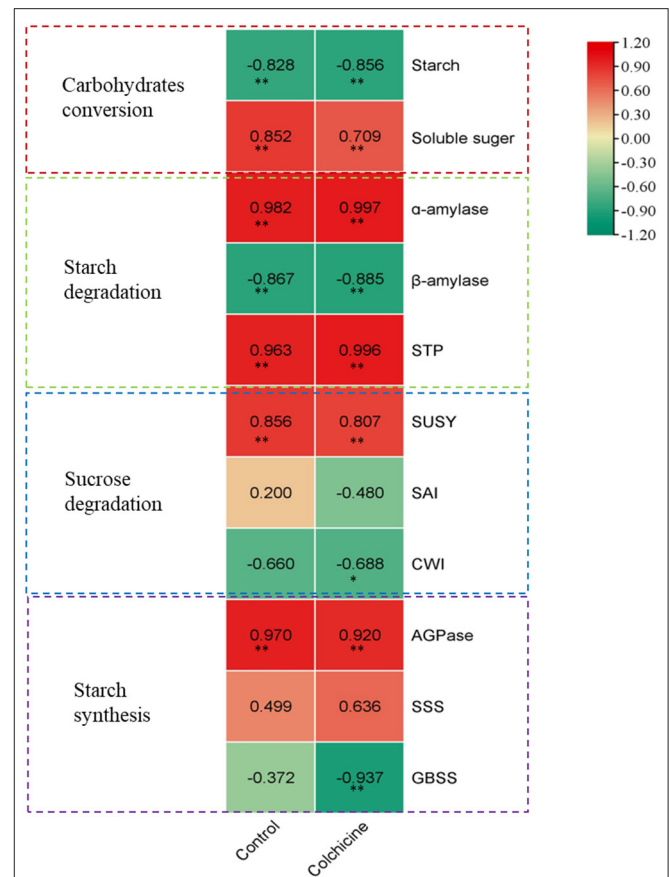 Carbohydrates
conversion
-0.828 -0.856 Starch
** **
0.852 0.709 Soluble suger
** **
Starch
degradation
0.982 0.997 α-amylase
** **
-0.867 -0.885 β-amylase
** **
0.963 0.996 STP
** **
Sucrose
degradation
0.856 0.807 SUSY
** **
0.200 -0.480 SAI
-0.660 -0.688 CWI
*
Starch
synthesis
0.970 0.920 AGPase
** **
0.499 0.636 SSS
-0.372 -0.937 GBSS
**
Control
Colchicine
1.20
0.90
0.60
0.30
0.00
-0.30
-0.60
-0.90
-1.20